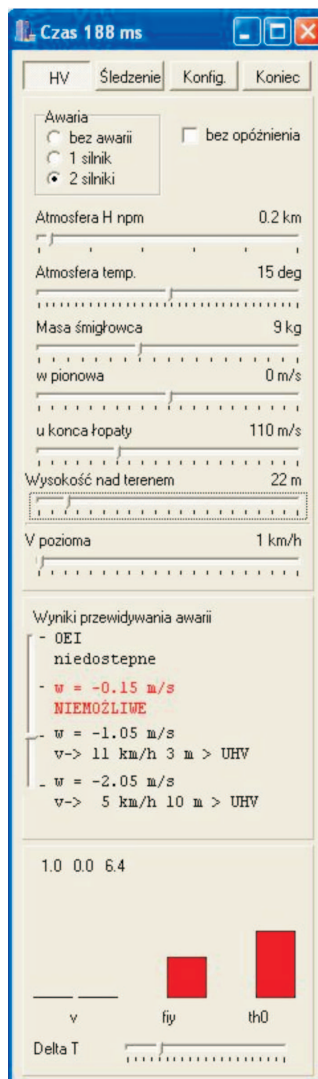 Czas 188 ms
HV Śledzenie Konfig. Koniec
Awaria
bez awarii
bez opóźnienia
1 silnik
2 silniki
Atmosfera H npm 0.2 km
Atmosfera temp. 15 deg
Masa śmigłowca 9 kg
w pionowa 0 m/s
u konca łopaty 110 m/s
Wysokość nad terenem 22 m
V pozioma 1 km/h
Wyniki przewidywania awarii
- OEI
niedostepne
- w = -0.15 m/s
NIEMOŻLIWE
- w = -1.05 m/s
v-> 11 km/h 3 m > UHV
- w = -2.05 m/s
v-> 5 km/h 10 m > UHV
1.0 0.0 6.4
v fiy th0
Delta T